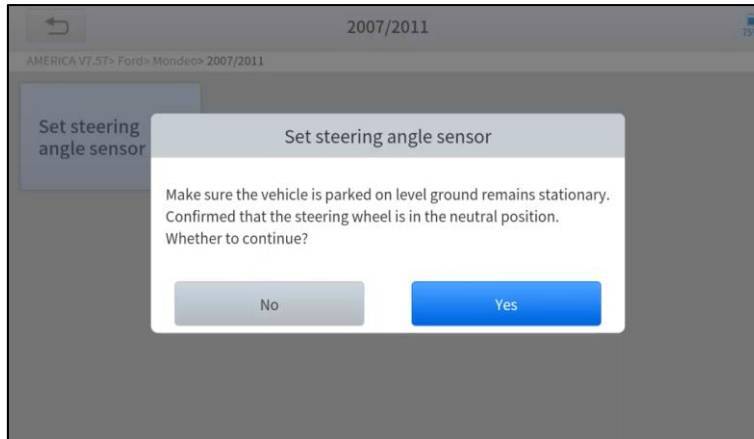 2007/2011
AMERICA V7.57> Ford> Mondeo> 2007/2011
Set steering
angle sensor
Set steering angle sensor
Make sure the vehicle is parked on level ground remains stationary.
Confirmed that the steering wheel is in the neutral position.
Whether to continue?
No
Yes